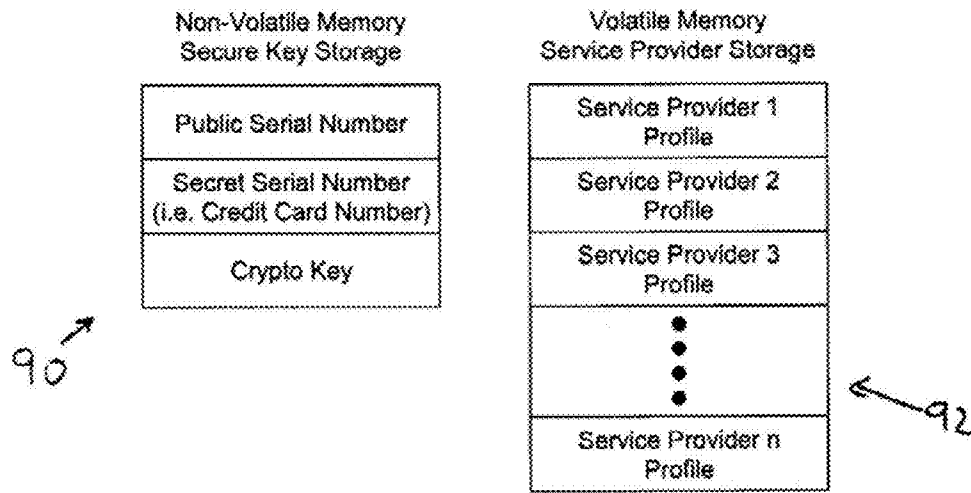 Non-Volatile Memory
Secure Key Storage
Public Serial Number
Secret Serial Number
(i.e. Credit Card Number)
Crypto Key
90
Volatile Memory
Service Provider Storage
Service Provider 1
Profile
Service Provider 2
Profile
Service Provider 3
Profile
Service Provider n
Profile
92